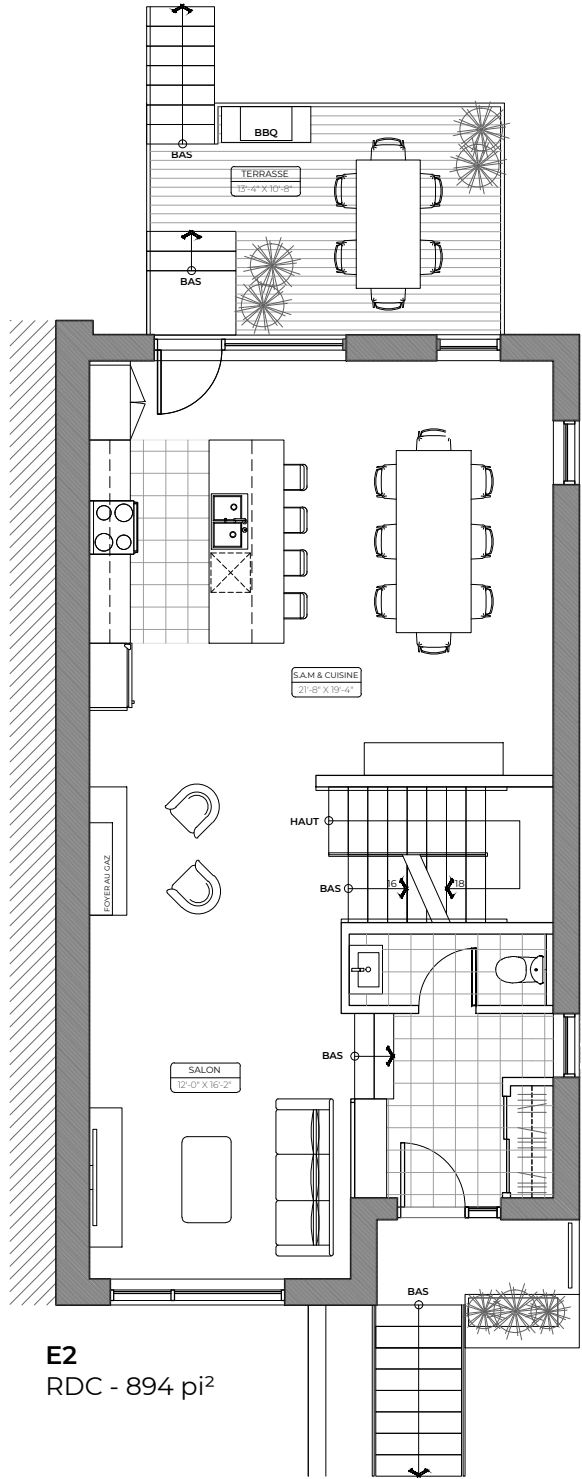 BAS
BBQ
TERRASSE
13'-4" X 10'-8"
BAS
S.A.M & CUISINE
21'-8" X 19'-4"
HAUT
FOYER AU GAZ
BAS
16
18
BAS
SALON
12'-0" X 16'-2"
BAS
E2
RDC - 894 pi²